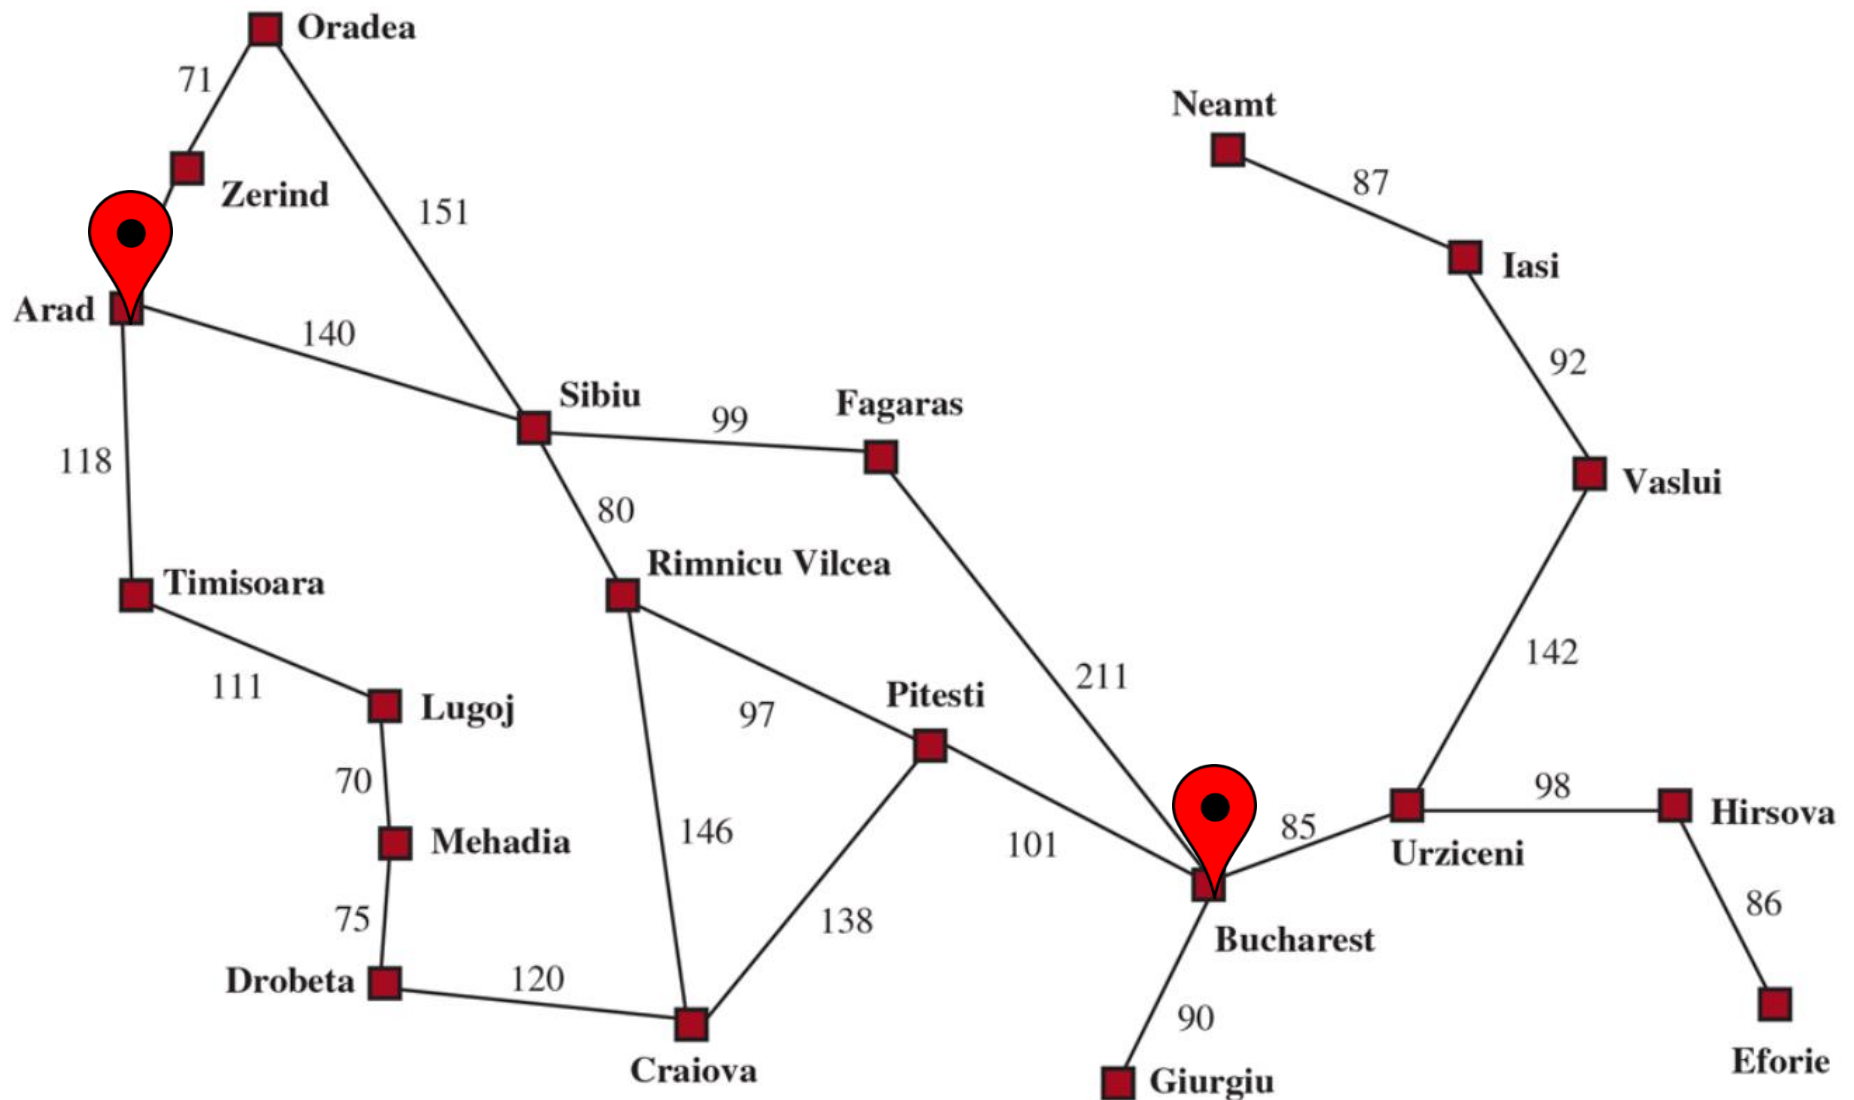 Oradea
71
Neamt
87
Zerind
151
Iasi
Arad
140
92
Sibiu
99
Fagaras
118
Vaslui
80
Rimnicu Vilcea
Timisoara
142
211
111
Lugoj
97
Pitesti
70
98
Mehadia
146
101
85
Hirsova
Urziceni
75
138
86
Bucharest
Drobeta
120
90
Craiova
Giurgiu
Eforie